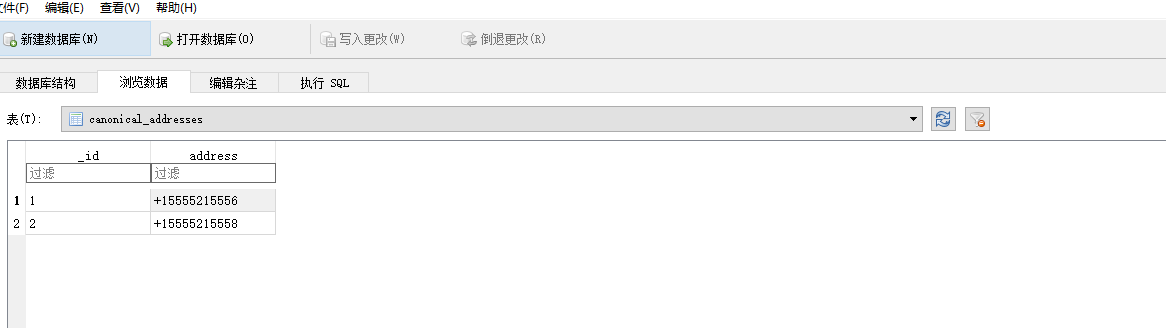 文件(F) 编辑(E) 查看(V) 帮助(H)
新建数据库(N) 打开数据库(O) 写入更改(W) 倒退更改(R)
数据库结构 浏览数据 编辑杂注 执行 SQL
表(T): canonical_addresses
_id address
过滤 过滤
1 1 +15555215556
2 2 +15555215558